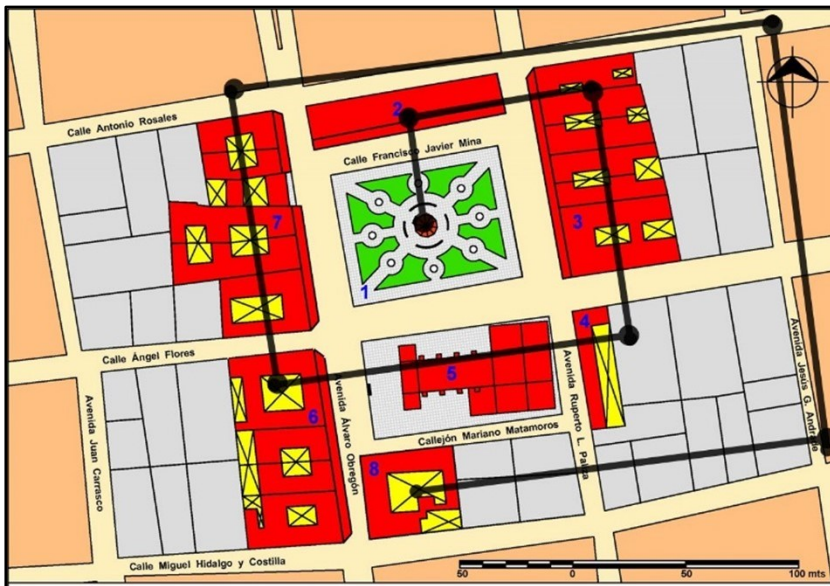 Calle Antonio Rosales
2
Calle Francisco Javier Mina
7
3
1
4
Calle Ángel Flores
5
6
Avenida Juan Carrasco
Avenida Álvaro Obregón
Avenida Ruperto L. Paliza
Avenida Jesús G. Andrade
Callejón Mariano Matamoros
8
Calle Miguel Hidalgo y Costilla
50 0 50 100 mts